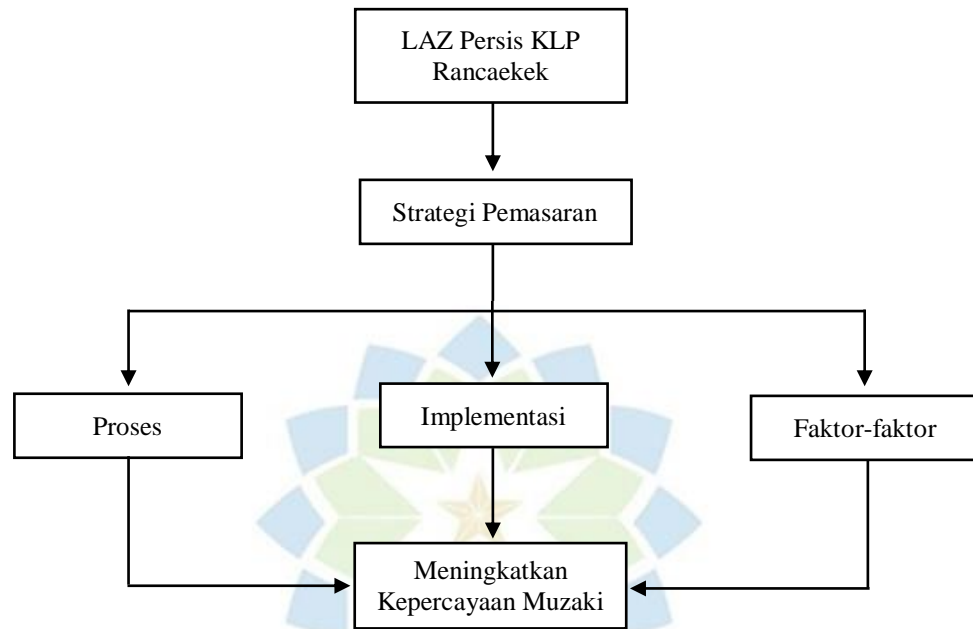 LAZ Persis KLP
Rancaekek
Strategi Pemasaran
Proses
Implementasi
Faktor-faktor
Meningkatkan
Kepercayaan Muzaki